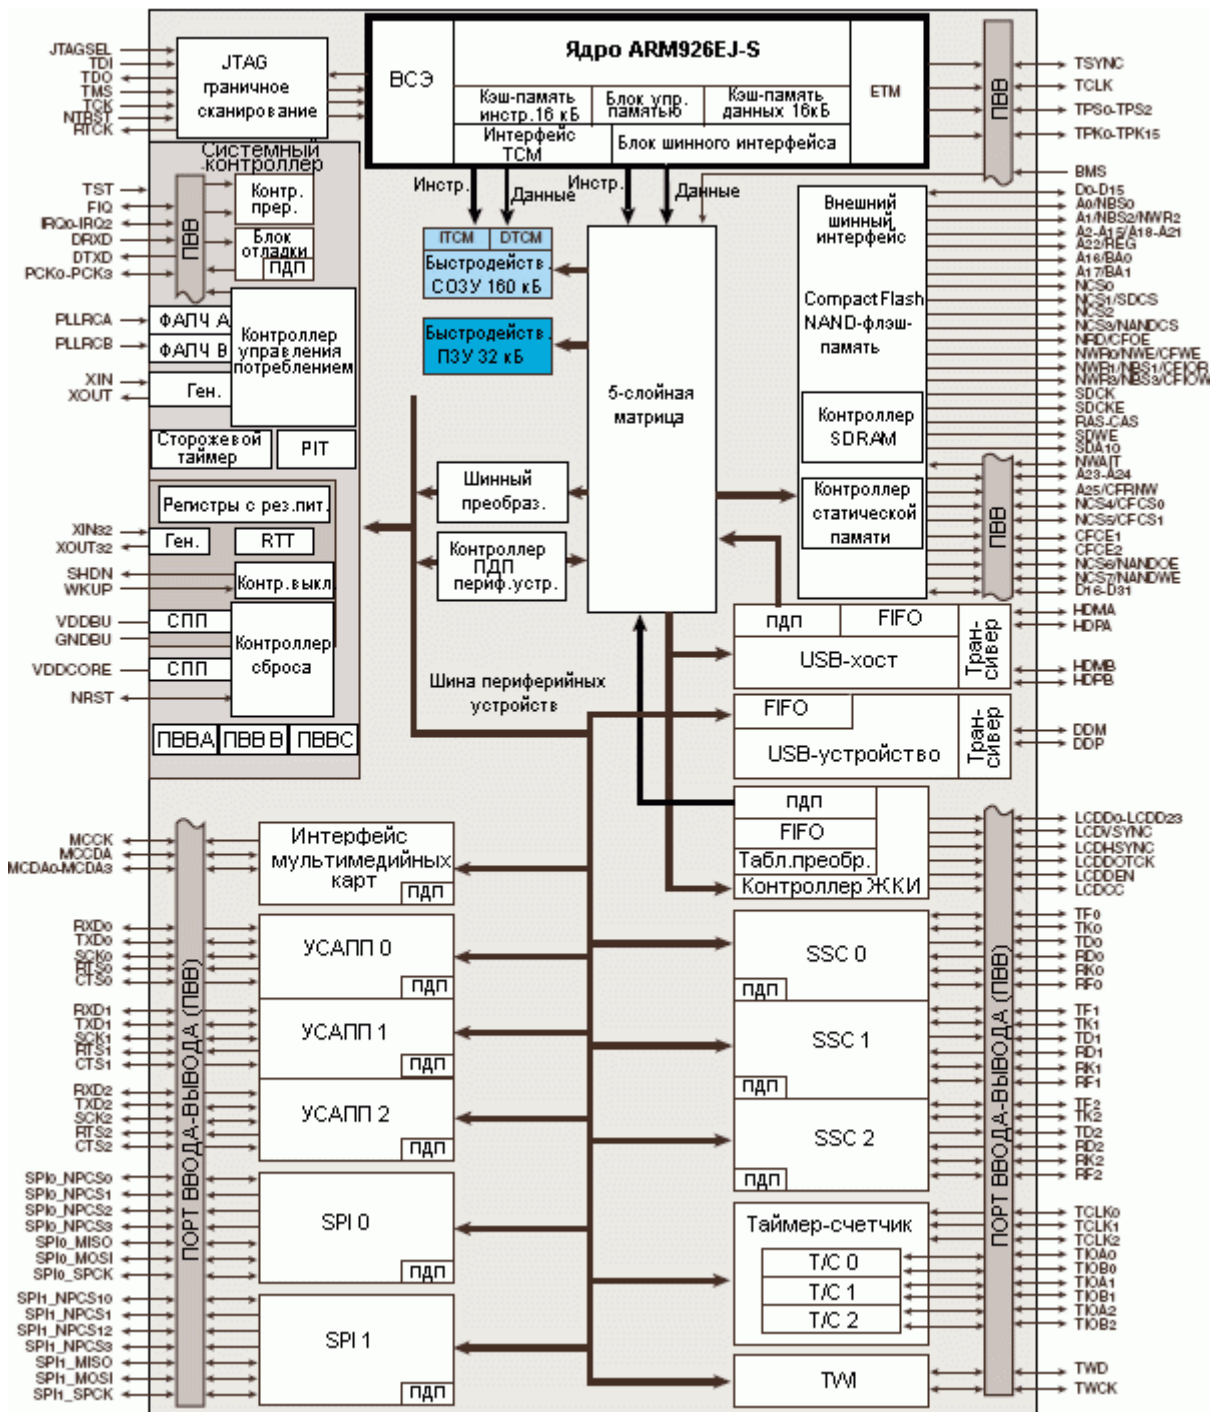 JTAGSEL
TDI
TDO
TMS
TCK
NTBST
RTCK
JTAG
граничное
сканирование
ВСЭ
Ядро ARM926EJ-S
Кэш-память
инстр.16 кБ
Блок упр.
памятью
Кэш-память
данных 16кБ
Интерфейс
TCM
Блок шинного интерфейса
ETM
ПВВ
TSYNC
TCLK
TPS0-TPS2
TPK0-TPK15
BMS
Системный
контроллер
TST
FIQ
IRQ0-IRQ2
DRXD
DTXD
PCK0-PCK3
ПВВ
Контр.
прер.
Блок
отладки
ПДП
PLLRCA
PLLRCB
XIN
XOUT
ФАПЧ А
ФАПЧ В
Ген.
Контроллер
управления
потреблением
Сторожевой
таймер
PIT
Регистры с рез.пит.
XIN32
XOUT32
SHDN
WKUP
VDDBU
GNDBU
VDDCORE
NRST
Ген.
RTT
Контр.выкл
СПП
СПП
Контроллер
сброса
ПВВА
ПВВ В
ПВВС
Инстр.
Данные
Инстр.
Данные
ITCM
DTCM
Быстродейств.
СОЗУ 160 кБ
Быстродейств.
ПЗУ 32 кБ
5-слойная
матрица
Шинный
преобраз.
Контроллер
ПДП
периф.устр.
Шина периферийных
устройств
Внешний
шинный
интерфейс
CompactFlash
NAND-флэш-
память
Контроллер
SDRAM
Контроллер
статической
памяти
D0-D15
A0/NBS0
A1/NBS2/NWR2
A2-A15/A18-A21
A22/REG
A16/BA0
A17/BA1
NCS0
NCS1/SDCS
NCS2
NCS3/NANDCS
NRD/CFOE
NWR0/NWE/CFWE
NWR1/NBS1/CFIOR
NWR3/NBS3/CFIOW
SDCK
SDCKE
RAS-CAS
SDWE
SDA10
NWAIT
A23-A24
A25/CFRNW
NCS4/CFCS0
NCS5/CFCS1
CFCE1
CFCE2
NCS6/NANDOE
NCS7/NANDWE
D16-D31
ПВВ
HDMA
HDPA
HDMB
HDPB
ПДП
FIFO
USB-хост
Тран-
сивер
FIFO
USB-устройство
Тран-
сивер
DDM
DDP
ПДП
FIFO
Табл.преобр.
Контроллер ЖКИ
LCDD0-LCDD23
LCDVSYNC
LCDHSYNC
LCDDOTCK
LCDDEN
LCDCC
MCCK
MCCDA
MCDA0-MCDA3
Интерфейс
мультимедийных
карт
ПДП
RXD0
TXD0
SCK0
RTS0
CTS0
УСАПП 0
ПДП
RXD1
TXD1
SCK1
RTS1
CTS1
УСАПП 1
ПДП
RXD2
TXD2
SCK2
RTS2
CTS2
УСАПП 2
ПДП
SPI0_NPCS0
SPI0_NPCS1
SPI0_NPCS2
SPI0_NPCS3
SPI0_MISO
SPI0_MOSI
SPI0_SPCK
SPI 0
ПДП
SPI1_NPCS10
SPI1_NPCS1
SPI1_NPCS12
SPI1_NPCS3
SPI1_MISO
SPI1_MOSI
SPI1_SPCK
SPI 1
ПДП
ПОРТ ВВОДА-ВЫВОДА (ПВВ)
SSC 0
ПДП
SSC 1
ПДП
SSC 2
ПДП
Таймер-счетчик
T/C 0
T/C 1
T/C 2
TWI
ПОРТ ВВОДА-ВЫВОДА (ПВВ)
TF0
TK0
TD0
RD0
RK0
RF0
TF1
TK1
TD1
RD1
RK1
RF1
TF2
TK2
TD2
RD2
RK2
RF2
TCLK0
TCLK1
TCLK2
TIOA0
TIOB0
TIOA1
TIOB1
TIOA2
TIOB2
TWD
TWCK